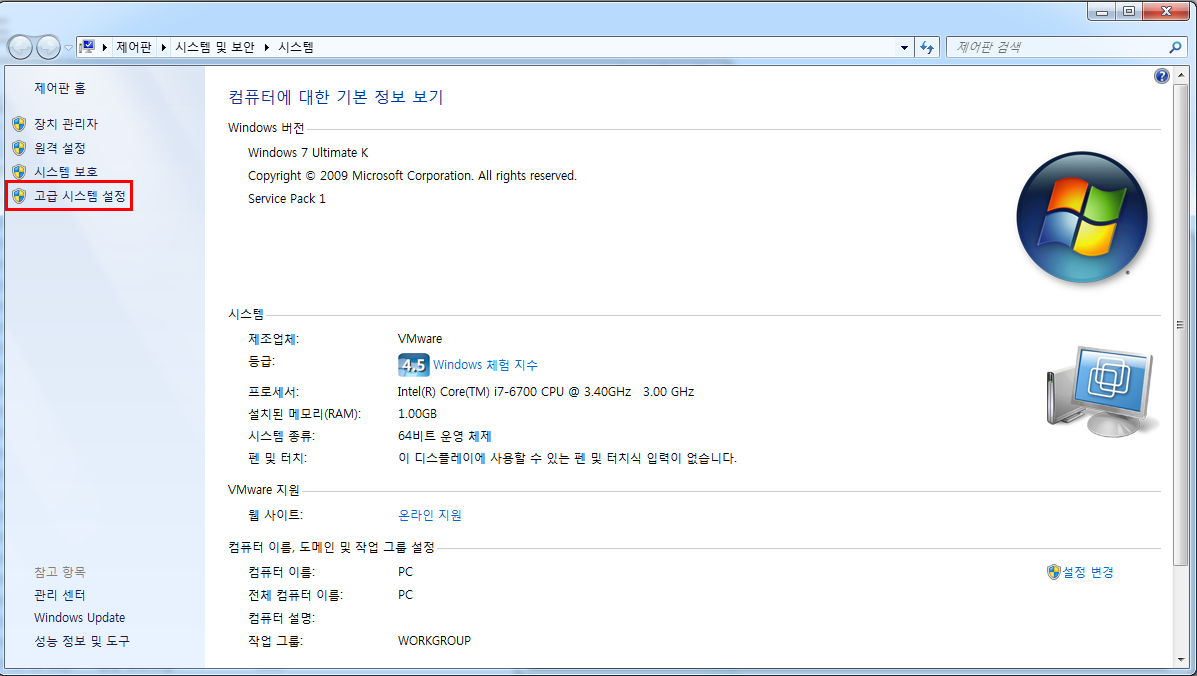 제어판 ▸ 시스템 및 보안 ▸ 시스템
제어판 검색
제어판 홈
장치 관리자
원격 설정
시스템 보호
고급 시스템 설정
참고 항목
관리 센터
Windows Update
성능 정보 및 도구
컴퓨터에 대한 기본 정보 보기
Windows 버전
Windows 7 Ultimate K
Copyright © 2009 Microsoft Corporation. All rights reserved.
Service Pack 1
시스템
제조업체: VMware
등급: 4,5 Windows 체험 지수
프로세서: Intel(R) Core(TM) i7-6700 CPU @ 3.40GHz 3.00 GHz
설치된 메모리(RAM): 1.00GB
시스템 종류: 64비트 운영 체제
펜 및 터치: 이 디스플레이에 사용할 수 있는 펜 및 터치식 입력이 없습니다.
VMware 지원
웹 사이트: 온라인 지원
컴퓨터 이름, 도메인 및 작업 그룹 설정
컴퓨터 이름: PC
설정 변경
전체 컴퓨터 이름: PC
컴퓨터 설명:
작업 그룹: WORKGROUP